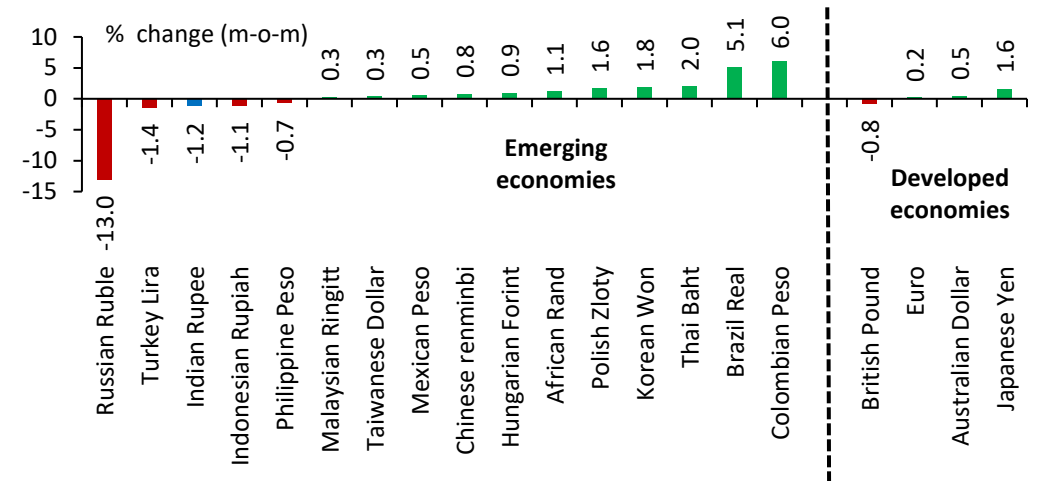 % change (m-o-m)
10
5
0
-5
-10
-15
-13.0
-1.4
-1.2
-1.1
-0.7
0.3
0.3
0.5
0.8
0.9
1.1
1.6
1.8
2.0
5.1
6.0
-0.8
0.2
0.5
1.6
Emerging
economies
Developed
economies
Russian Ruble
Turkey Lira
Indian Rupee
Indonesian Rupiah
Philippine Peso
Malaysian Ringitt
Taiwanese Dollar
Mexican Peso
Chinese renminbi
Hungarian Forint
African Rand
Polish Zloty
Korean Won
Thai Baht
Brazil Real
Colombian Peso
British Pound
Euro
Australian Dollar
Japanese Yen